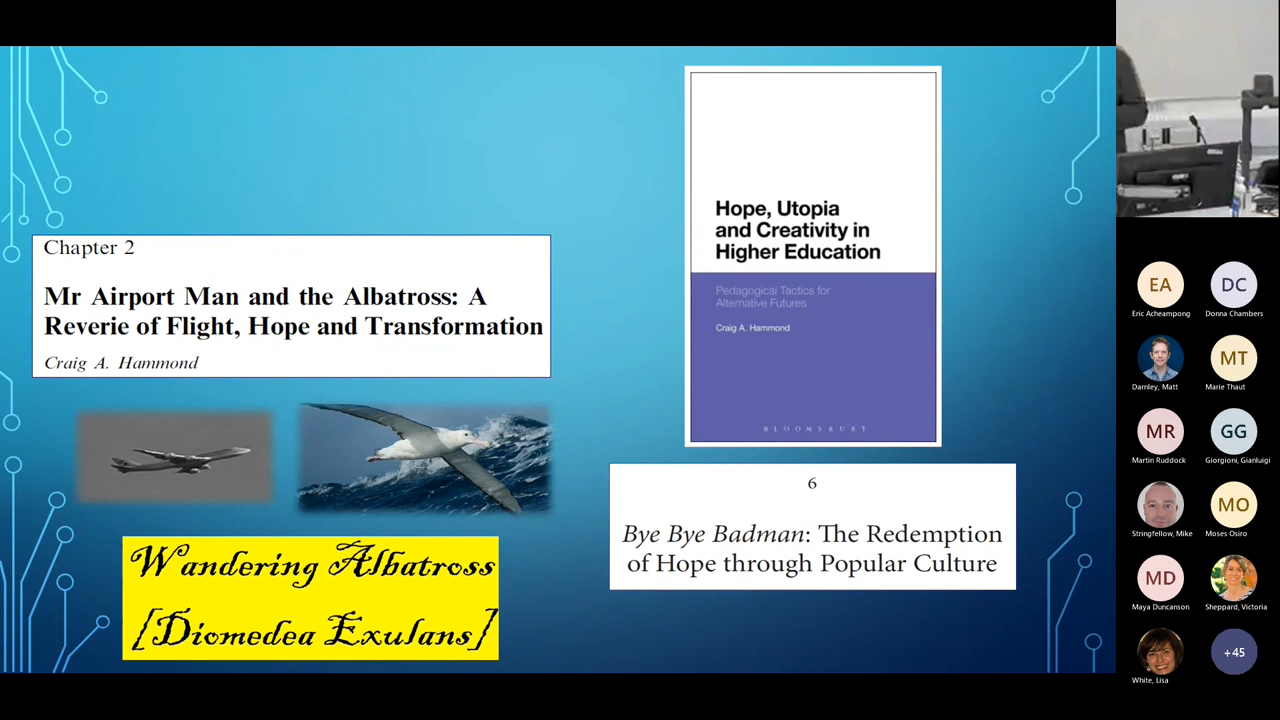 Chapter 2
Mr Airport Man and the Albatross: A
Reverie of Flight, Hope and Transformation
Craig A. Hammond
Wandering Albatross
[Diomedea Exulans]
Hope, Utopia
and Creativity in
Higher Education
Pedagogical Tactics for
Alternative Futures
Craig A. Hammond
BLOOMSBURY
6
Bye Bye Badman: The Redemption
of Hope through Popular Culture
EA
Eric Acheampong
DC
Donna Chambers
Darnley, Matt
MT
Marie Thaut
MR
Martin Ruddock
GG
Giorgioni, Gianluigi
Stringfellow, Mike
MO
Moses Osiro
MD
Maya Duncanson
Sheppard, Victoria
White, Lisa
+45